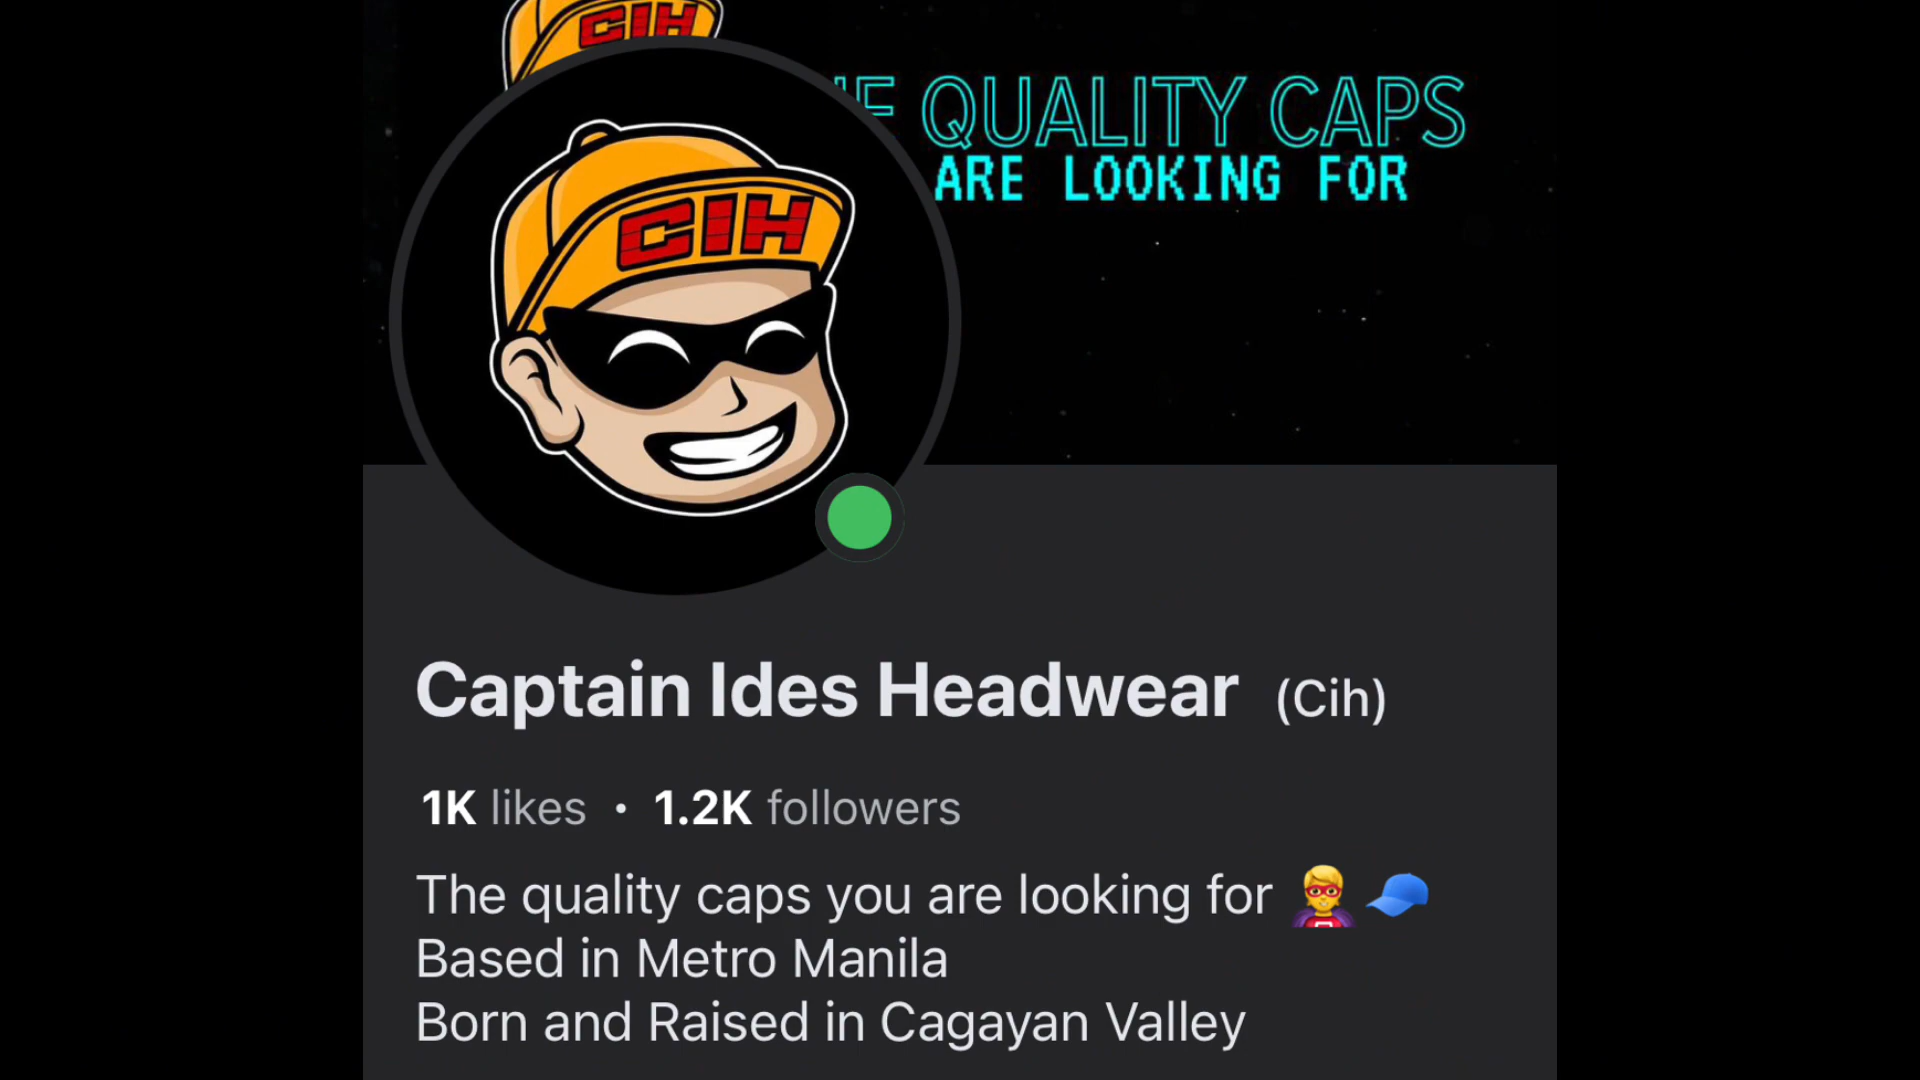 CIH
QUALITY CAPS
ARE LOOKING FOR
CIH
Captain Ides Headwear (Cih)
1K likes · 1.2K followers
The quality caps you are looking for 🦸‍♂️🧢
Based in Metro Manila
Born and Raised in Cagayan Valley